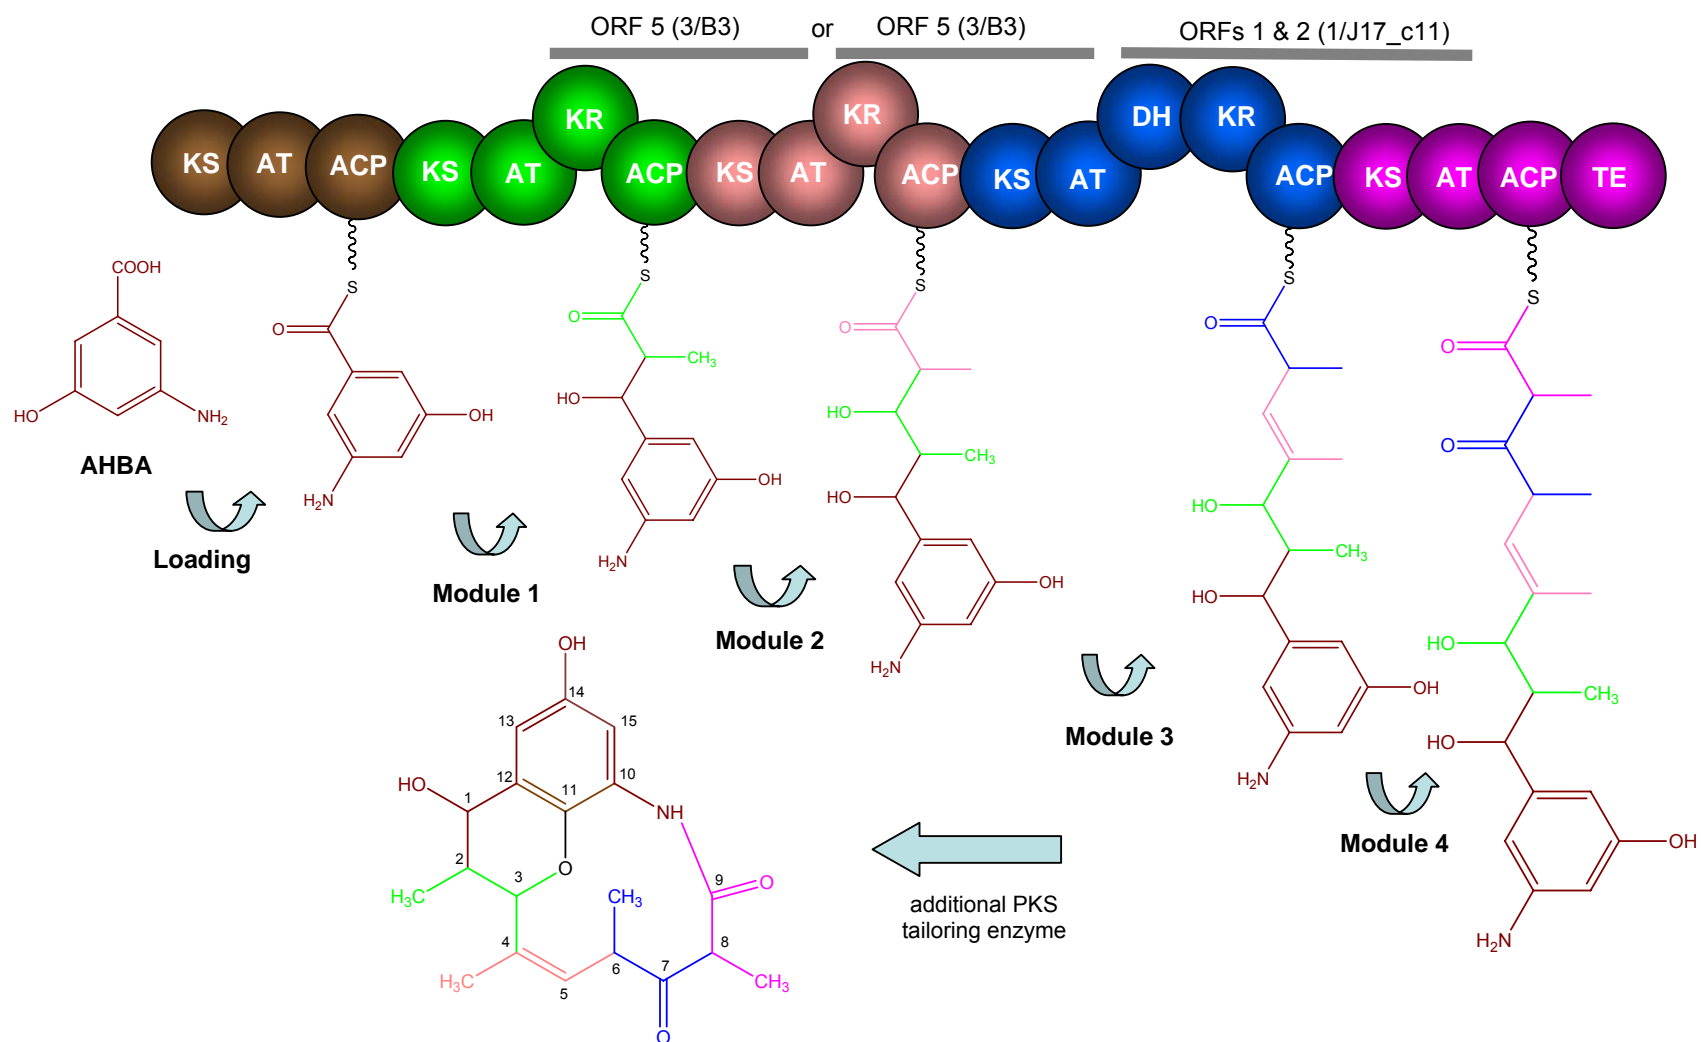 ORF 5 (3/B3) or ORF 5 (3/B3) ORFs 1 & 2 (1/J17_c11)
KS AT ACP KS AT KR ACP KS AT KR ACP KS AT DH KR ACP KS AT ACP TE
COOH
HO
NH2
AHBA
S
O
OH
H2N
Loading
S
O
CH3
HO
OH
H2N
Module 1
S
O
HO
CH3
HO
OH
H2N
Module 2
S
O
HO
CH3
HO
OH
H2N
Module 3
S
O
O
HO
CH3
HO
OH
H2N
Module 4
OH
14
13
15
HO
12
10
11
1
NH
2
O
3
H3C
CH3
9
O
4
8
6
7
H3C
5
CH3
O
additional PKS
tailoring enzyme